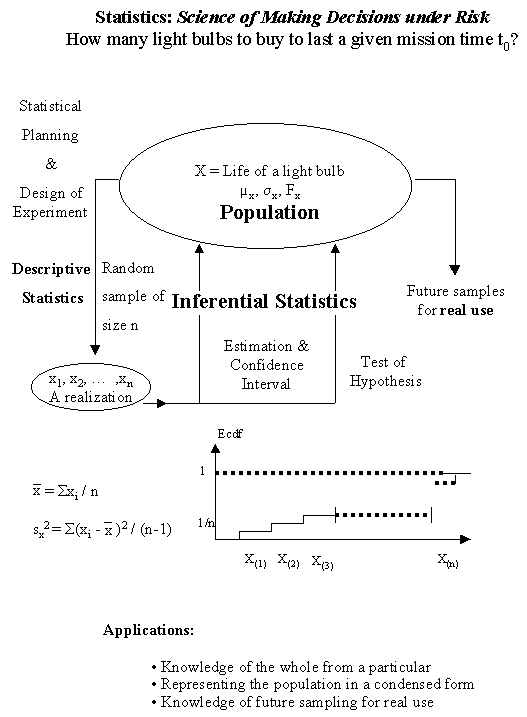 Statistics: Science of Making Decisions under Risk
How many light bulbs to buy to last a given mission time t₀?
Statistical
Planning
&
Design of
Experiment
X = Life of a light bulb
μₓ, σₓ, Fₓ
Population
Descriptive
Statistics
Random
sample of
size n
Inferential Statistics
Future samples
for real use
Estimation &
Confidence
Interval
Test of
Hypothesis
x₁, x₂, … ,xₙ
A realization
Ecdf
1
1/n
X₍₁₎ X₍₂₎ X₍₃₎ X₍ₙ₎
x̅ = Σxᵢ / n
sₓ² = Σ(xᵢ - x̅ )² / (n-1)
Applications:
• Knowledge of the whole from a particular
• Representing the population in a condensed form
• Knowledge of future sampling for real use